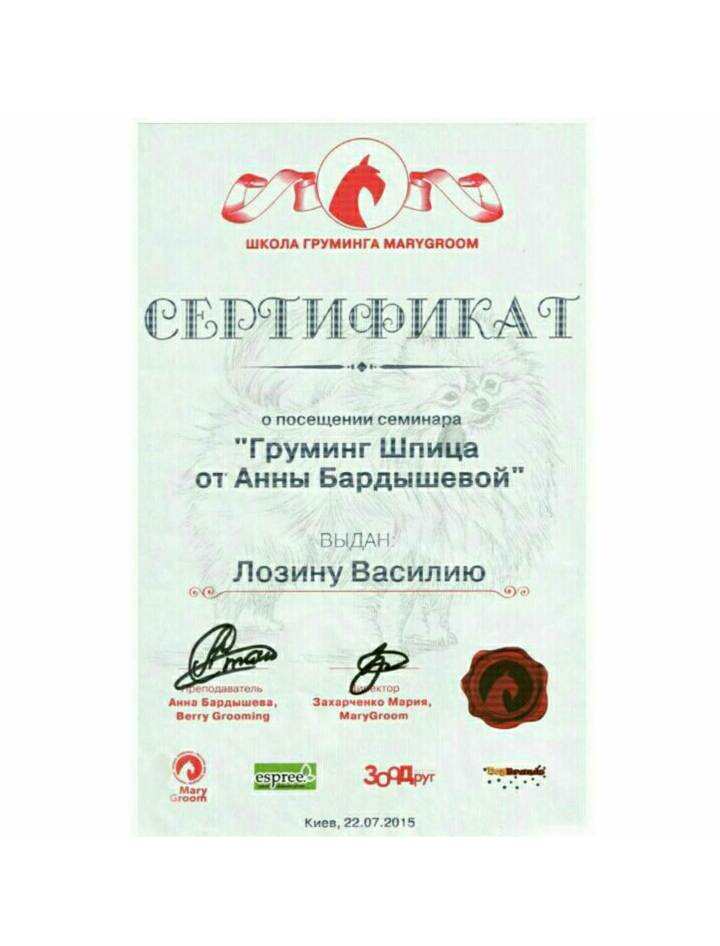 ШКОЛА ГРУМИНГА MARYGROOM
СЕРТИФИКАТ
о посещении семинара
"Груминг Шпица
от Анны Бардышевой"
ВЫДАН:
Лозину Василию
Преподаватель
Анна Бардышева,
Berry Grooming
Директор
Захарченко Мария,
MaryGroom
Mary
Groom
espree
ЗооДруг
Киев, 22.07.2015